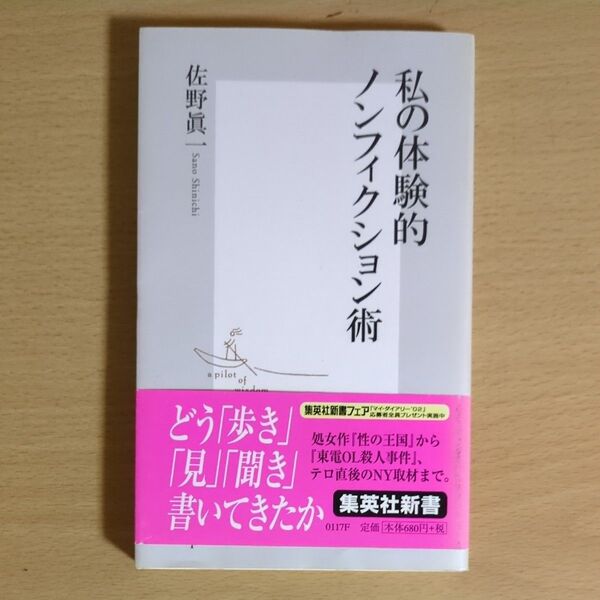 私の体験的
ノンフィクション術
佐野眞一
Sano Shinichi
a pilot
of
wisdom
どう「歩き」
「見」「聞き」
書いてきたか
集英社新書フェア「マイ・ダイアリー'02」
応募者全員プレゼント実施中
処女作『性の王国』から
『東電OL殺人事件』、
テロ直後のNY取材まで。
集英社新書
0117F 定価 本体680円+税